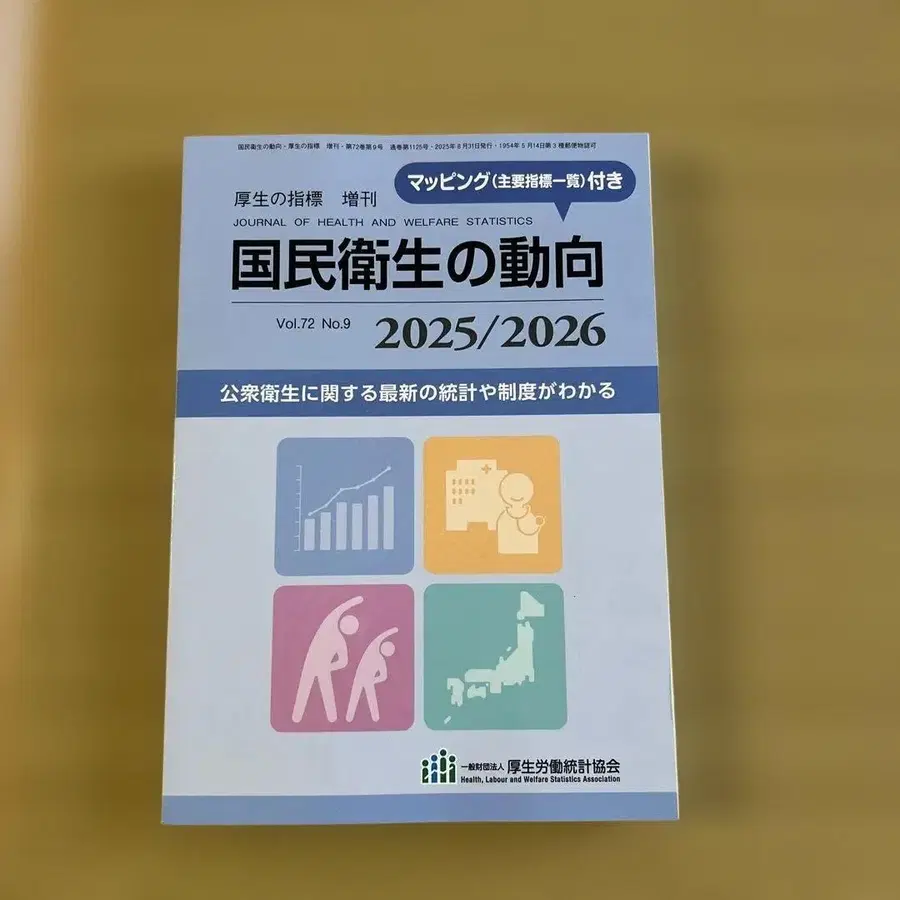 国民衛生の動向・厚生の指標　増刊・第72巻第9号　通巻第1125号・2025年8月31日発行・1954年5月14日第3種郵便物認可
マッピング(主要指標一覧)付き
厚生の指標　増刊
JOURNAL OF HEALTH AND WELFARE STATISTICS
国民衛生の動向
Vol.72 No.9 2025/2026
公衆衛生に関する最新の統計や制度がわかる
一般財団法人 厚生労働統計協会
Health, Labour and Welfare Statistics Association